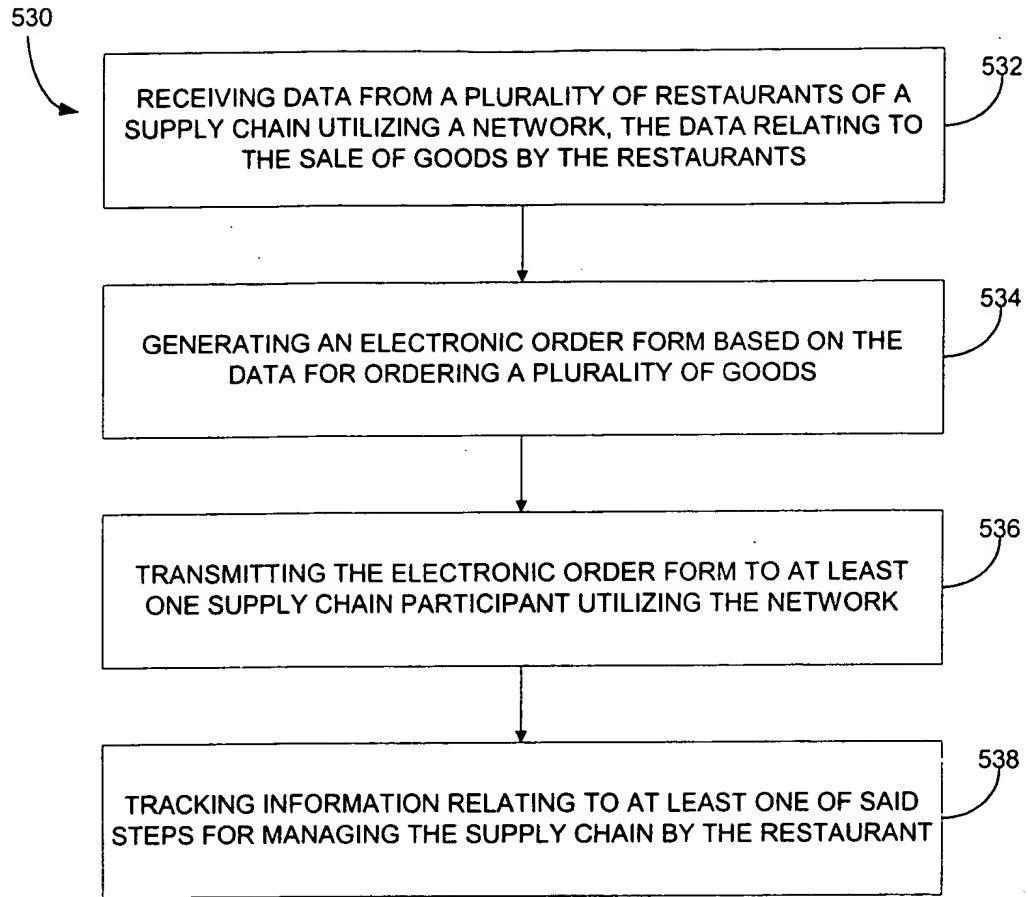 530
532
RECEIVING DATA FROM A PLURALITY OF RESTAURANTS OF A
SUPPLY CHAIN UTILIZING A NETWORK, THE DATA RELATING TO
THE SALE OF GOODS BY THE RESTAURANTS
534
GENERATING AN ELECTRONIC ORDER FORM BASED ON THE
DATA FOR ORDERING A PLURALITY OF GOODS
536
TRANSMITTING THE ELECTRONIC ORDER FORM TO AT LEAST
ONE SUPPLY CHAIN PARTICIPANT UTILIZING THE NETWORK
538
TRACKING INFORMATION RELATING TO AT LEAST ONE OF SAID
STEPS FOR MANAGING THE SUPPLY CHAIN BY THE RESTAURANT